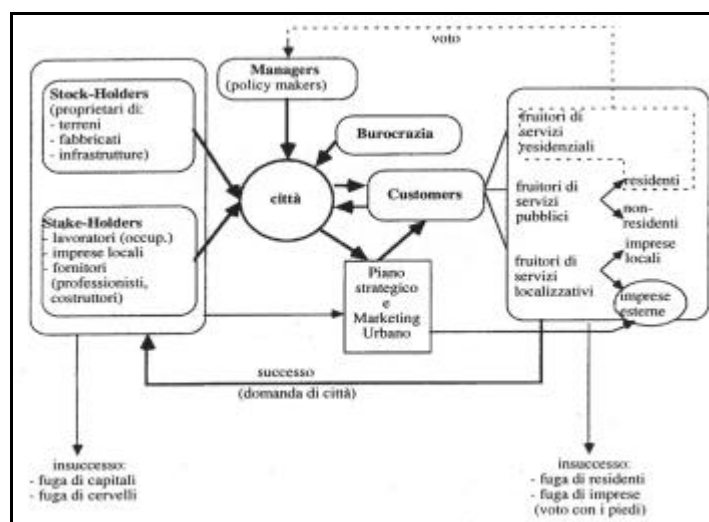 voto
Managers
(policy makers)
Stock-Holders
(proprietari di:
- terreni
- fabbricati
- infrastrutture)
Burocrazia
città
Customers
Stake-Holders
- lavoratori (occup.)
- imprese locali
- fornitori
(professionisti,
costruttori)
Piano
strategico
e
Marketing
Urbano
fruitori di
servizi
residenziali
fruitori di
servizi
pubblici
residenti
non-
residenti
fruitori di
servizi
localizzativi
imprese
locali
imprese
esterne
successo
(domanda di città)
insuccesso:
- fuga di capitali
- fuga di cervelli
insuccesso:
- fuga di residenti
- fuga di imprese
(voto con i piedi)